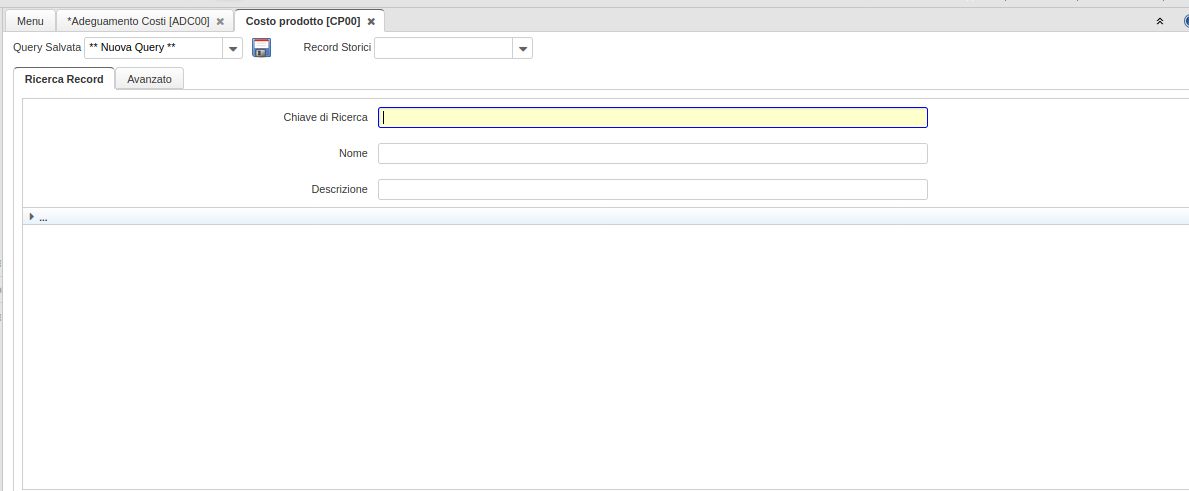 Menu *Adeguamento Costi [ADC00] Costo prodotto [CP00]
Query Salvata ** Nuova Query ** Record Storici
Ricerca Record Avanzato
Chiave di Ricerca
Nome
Descrizione
...